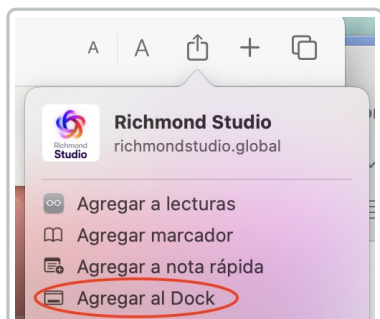 A A
Richmond Studio
richmondstudio.global
Richmond
Studio
Agregar a lecturas
Agregar marcador
Agregar a nota rápida
Agregar al Dock